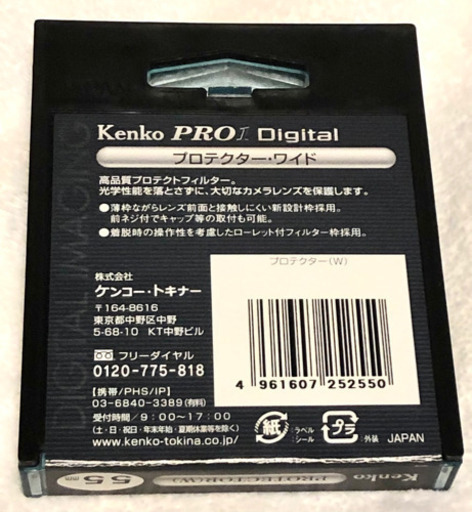 Kenko PRO1 Digital
プロテクター・ワイド
高品質プロテクトフィルター。
光学性能を落とさずに、大切なカメラレンズを保護します。
●薄枠ながらレンズ前面と接触しにくい新設計枠採用。
前ネジ付でキャップ等の取付も可能。
●着脱時の操作性を考慮したローレット付フィルター枠採用。
プロテクター(W)
株式会社
ケンコー・トキナー
〒164-8616
東京都中野区中野
5-68-10 KT中野ビル
フリーダイヤル
0120-775-818
[携帯/PHS/IP]
03-6840-3389(有料)
受付時間/9:00~17:00
(土・日・祝日・年末年始・夏期休業等を除く)
www.kenko-tokina.co.jp/
4 961607 252550
紙 :ラベル
シール
プラ :外装
JAPAN
DIGITAL IMAGING
55mm
PROTECTOR(W)
Kenko